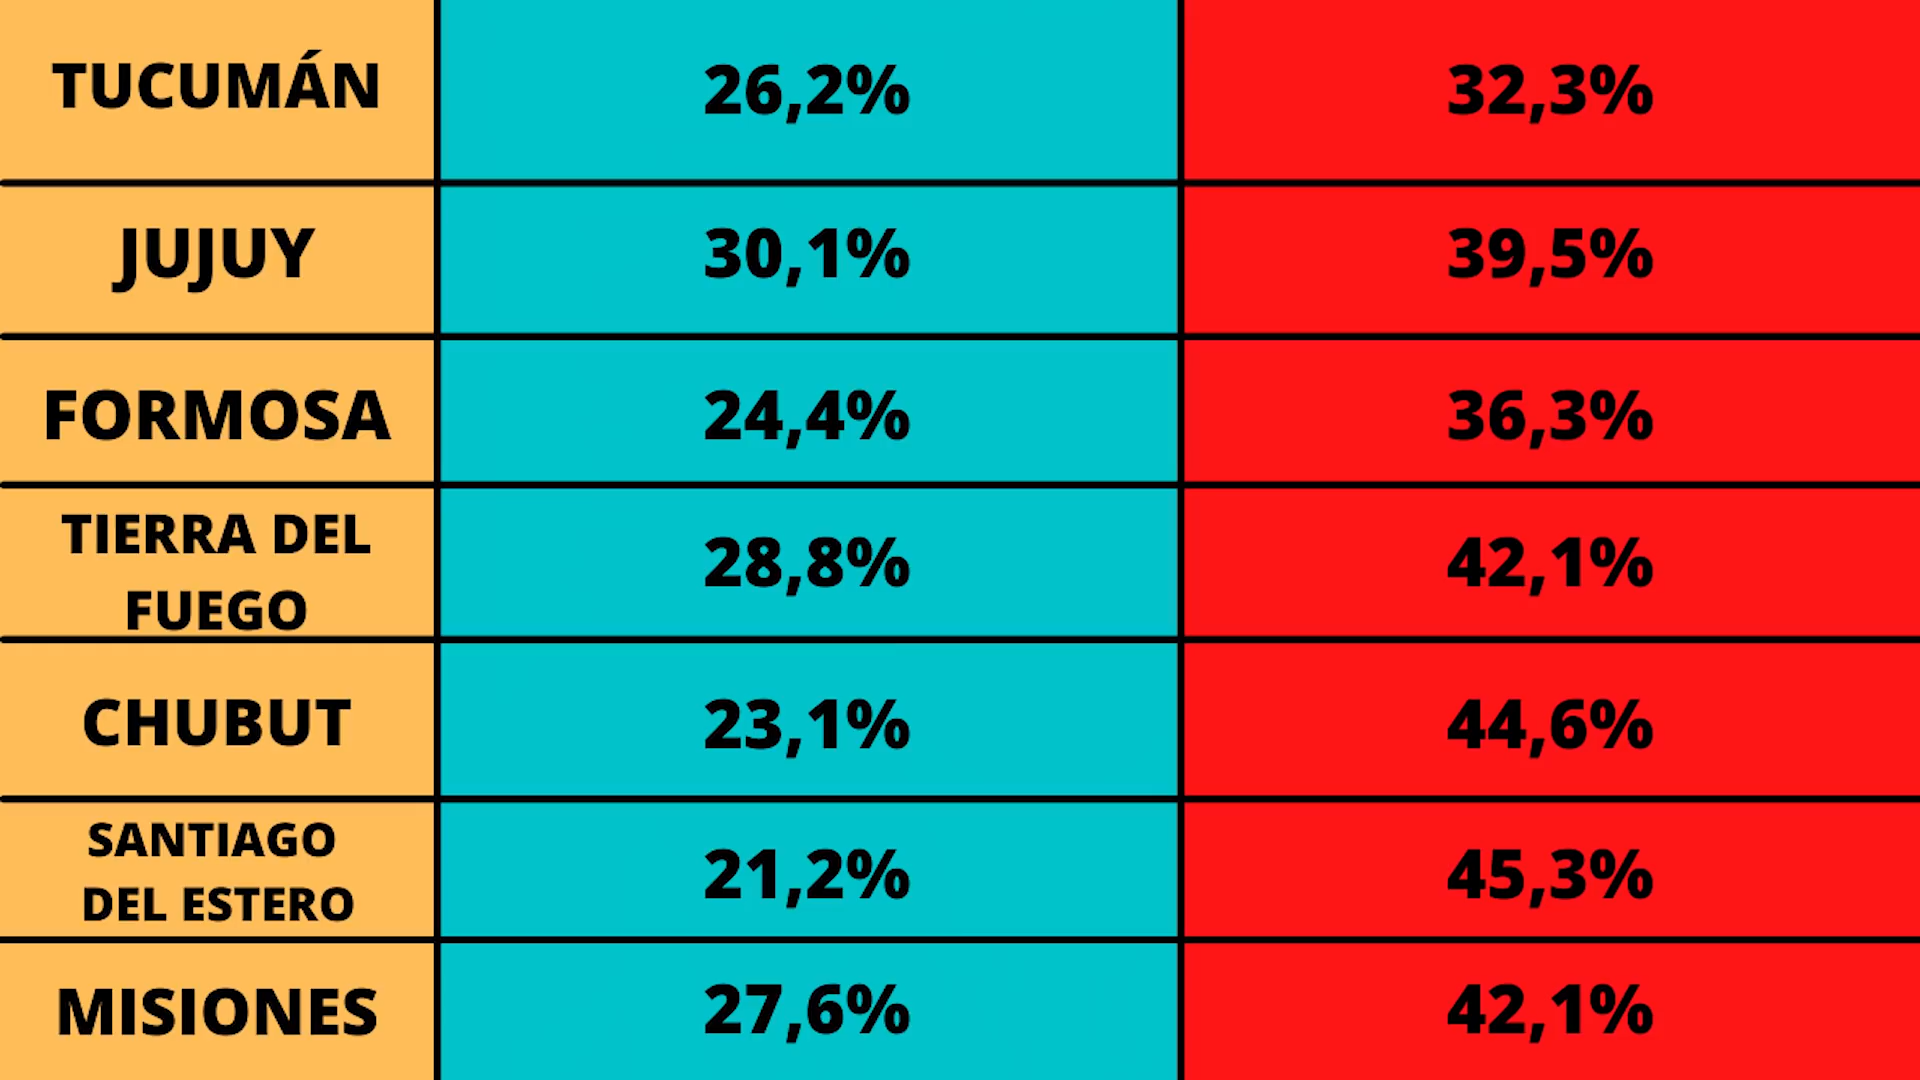 TUCUMÁN 26,2% 32,3%
JUJUY 30,1% 39,5%
FORMOSA 24,4% 36,3%
TIERRA DEL
FUEGO 28,8% 42,1%
CHUBUT 23,1% 44,6%
SANTIAGO
DEL ESTERO 21,2% 45,3%
MISIONES 27,6% 42,1%